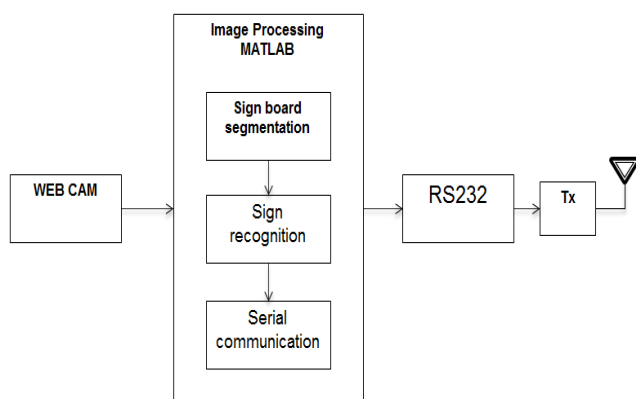 Image Processing
MATLAB
Sign board
segmentation
WEB CAM
Sign
recognition
RS232
Tx
Serial
communication